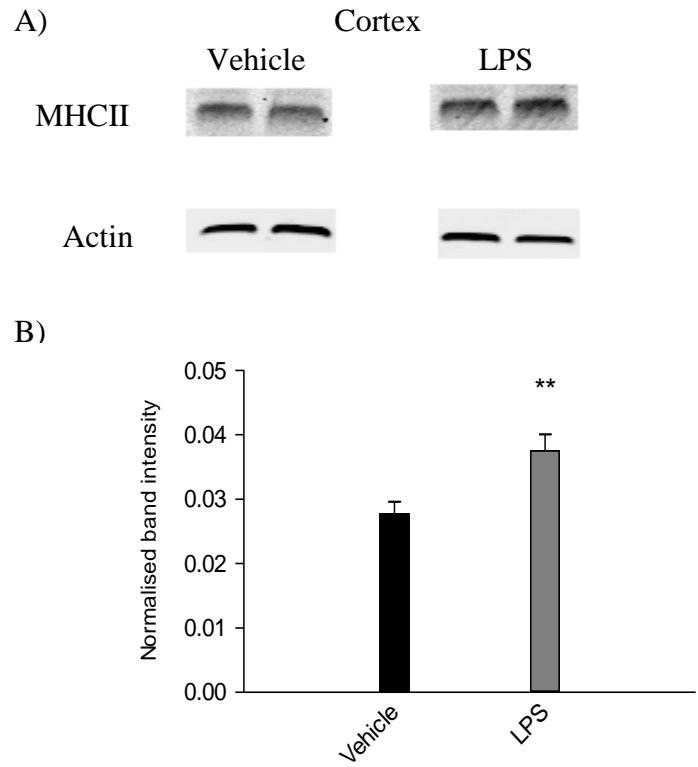 A) Cortex
Vehicle LPS
MHCII
Actin
B)
Normalised band intensity
0.05
0.04
0.03
0.02
0.01
0.00
**
Vehicle
LPS